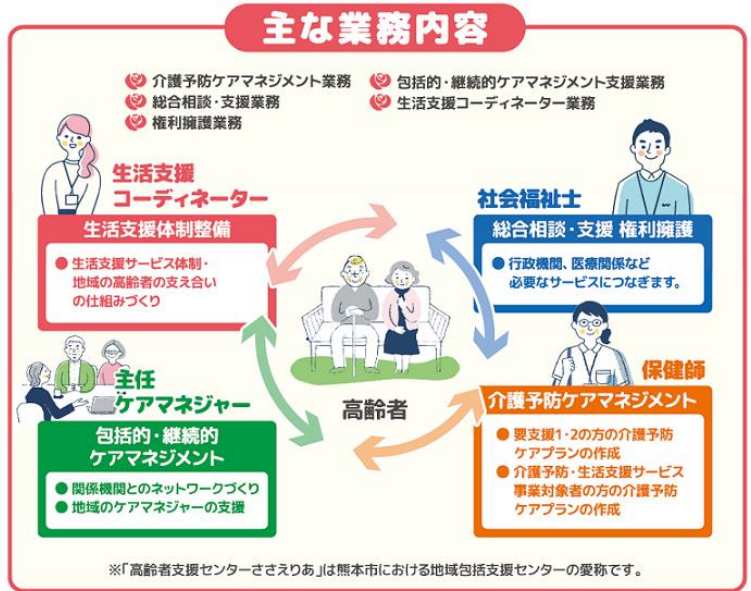 主な業務内容
介護予防ケアマネジメント業務
包括的・継続的ケアマネジメント支援業務
総合相談・支援業務
生活支援コーディネーター業務
権利擁護業務
生活支援
コーディネーター
生活支援体制整備
● 生活支援サービス体制・
地域の高齢者の支え合い
の仕組みづくり
社会福祉士
総合相談・支援 権利擁護
● 行政機関、医療関係など
必要なサービスにつなぎます。
主任
ケアマネジャー
包括的・継続的
ケアマネジメント
● 関係機関とのネットワークづくり
● 地域のケアマネジャーの支援
高齢者
保健師
介護予防ケアマネジメント
● 要支援1・2の方の介護予防
ケアプランの作成
● 介護予防・生活支援サービス
事業対象者の方の介護予防
ケアプランの作成
※「高齢者支援センターささえりあ」は熊本市における地域包括支援センターの愛称です。